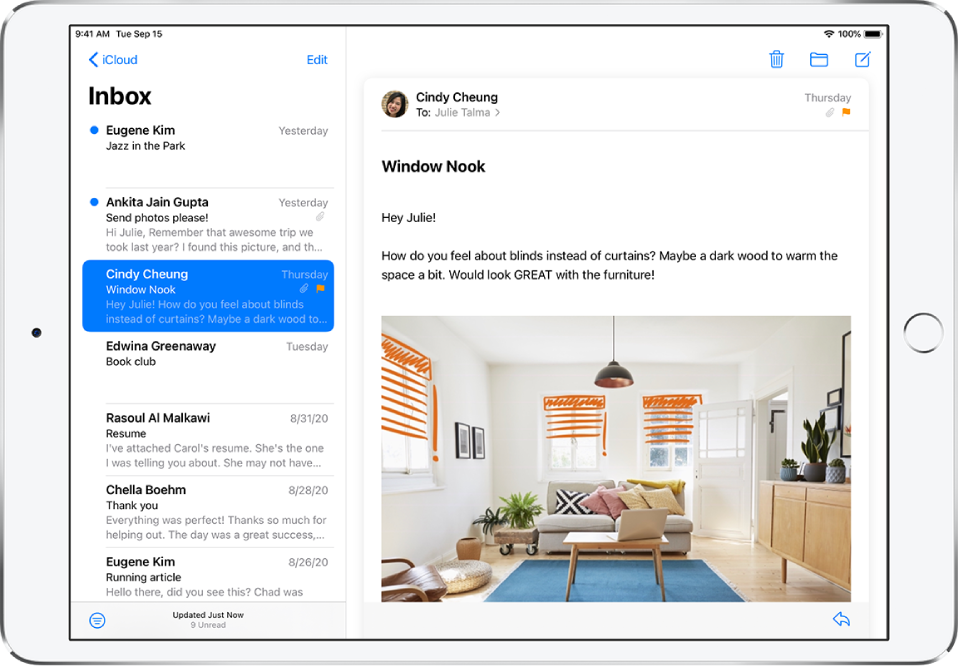 9:41 AM Tue Sep 15
100%
iCloud
Edit
Inbox
Eugene Kim Yesterday
Jazz in the Park
Ankita Jain Gupta Yesterday
Send photos please!
Hi Julie, Remember that awesome trip we
took last year? I found this picture, and th...
Cindy Cheung Thursday
Window Nook
Hey Julie! How do you feel about blinds
instead of curtains? Maybe a dark wood to...
Edwina Greenaway Tuesday
Book club
Rasoul Al Malkawi 8/31/20
Resume
I've attached Carol's resume. She's the one
I was telling you about. She may not have...
Chella Boehm 8/28/20
Thank you
Everything was perfect! Thanks so much for
helping out. The day was a great success,...
Eugene Kim 8/26/20
Running article
Hello there, did you see this? Chad was
Updated Just Now
9 Unread
Cindy Cheung Thursday
To: Julie Talma
Window Nook
Hey Julie!
How do you feel about blinds instead of curtains? Maybe a dark wood to warm the
space a bit. Would look GREAT with the furniture!